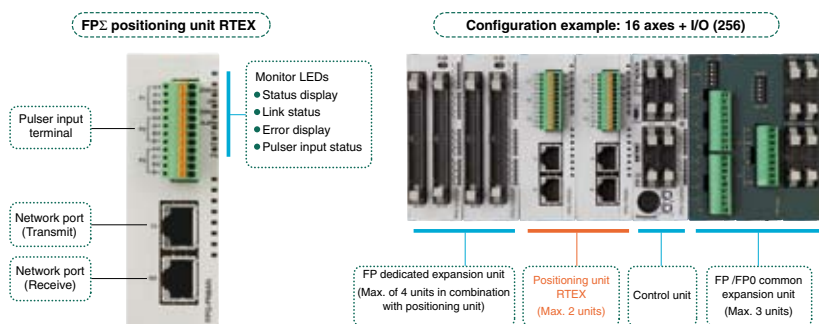 FPΣ positioning unit RTEX
Pulser input
terminal
Monitor LEDs
● Status display
● Link status
● Error display
● Pulser input status
Network port
(Transmit)
Network port
(Receive)
Configuration example: 16 axes + I/O (256)
FP dedicated expansion unit
(Max. of 4 units in combination
with positioning unit)
Positioning unit
RTEX
(Max. 2 units)
Control unit
FP /FP0 common
expansion unit
(Max. 3 units)